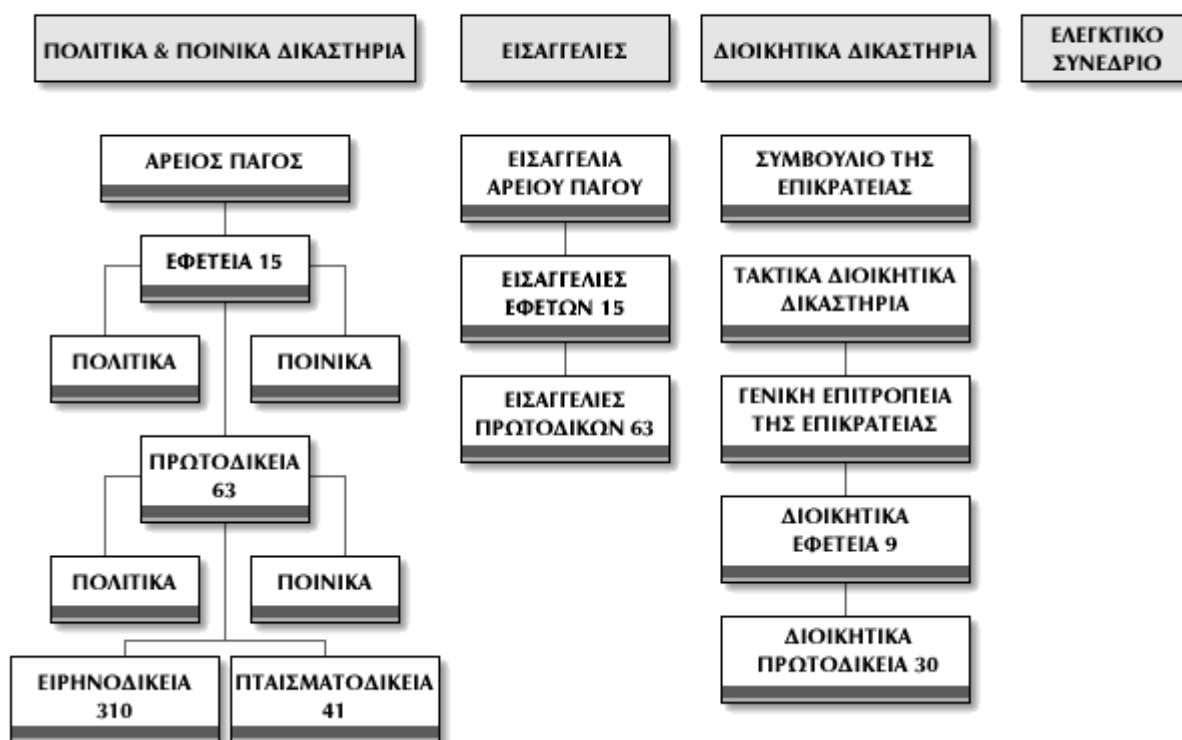 ΠΟΛΙΤΙΚΑ & ΠΟΙΝΙΚΑ ΔΙΚΑΣΤΗΡΙΑ
ΑΡΕΙΟΣ ΠΑΓΟΣ
ΕΦΕΤΕΙΑ 15
ΠΟΛΙΤΙΚΑ
ΠΟΙΝΙΚΑ
ΠΡΩΤΟΔΙΚΕΙΑ
63
ΠΟΛΙΤΙΚΑ
ΠΟΙΝΙΚΑ
ΕΙΡΗΝΟΔΙΚΕΙΑ
310
ΠΤΑΙΣΜΑΤΟΔΙΚΕΙΑ
41
ΕΙΣΑΓΓΕΛΙΕΣ
ΕΙΣΑΓΓΕΛΙΑ
ΑΡΕΙΟΥ ΠΑΓΟΥ
ΕΙΣΑΓΓΕΛΙΕΣ
ΕΦΕΤΩΝ 15
ΕΙΣΑΓΓΕΛΙΕΣ
ΠΡΩΤΟΔΙΚΩΝ 63
ΔΙΟΙΚΗΤΙΚΑ ΔΙΚΑΣΤΗΡΙΑ
ΣΥΜΒΟΥΛΙΟ ΤΗΣ
ΕΠΙΚΡΑΤΕΙΑΣ
ΤΑΚΤΙΚΑ ΔΙΟΙΚΗΤΙΚΑ
ΔΙΚΑΣΤΗΡΙΑ
ΓΕΝΙΚΗ ΕΠΙΤΡΟΠΕΙΑ
ΤΗΣ ΕΠΙΚΡΑΤΕΙΑΣ
ΔΙΟΙΚΗΤΙΚΑ
ΕΦΕΤΕΙΑ 9
ΔΙΟΙΚΗΤΙΚΑ
ΠΡΩΤΟΔΙΚΕΙΑ 30
ΕΛΕΓΚΤΙΚΟ
ΣΥΝΕΔΡΙΟ